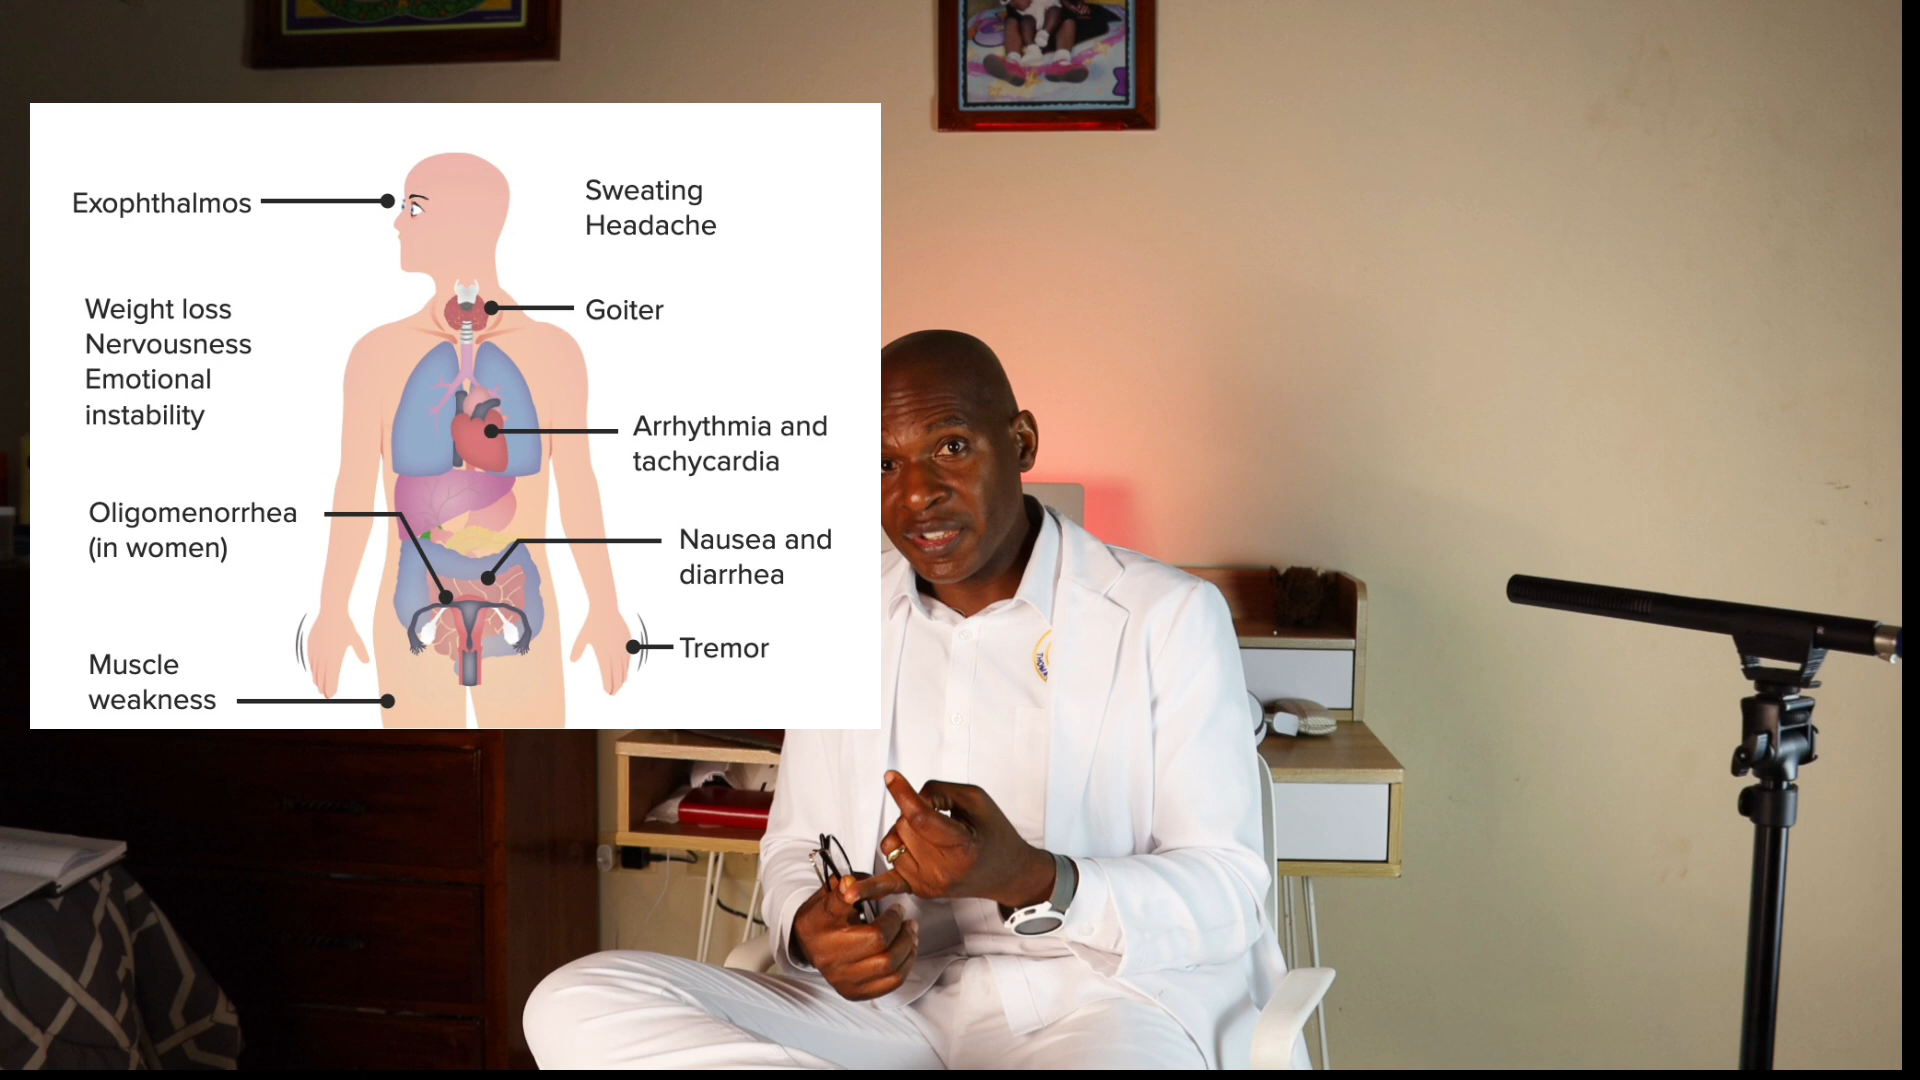 Exophthalmos
Sweating
Headache
Weight loss
Nervousness
Emotional
instability
Goiter
Arrhythmia and
tachycardia
Oligomenorrhea
(in women)
Nausea and
diarrhea
Muscle
weakness
Tremor